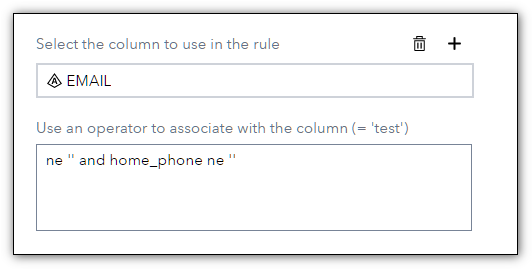 Select the column to use in the rule
EMAIL
Use an operator to associate with the column (= 'test')
ne '' and home_phone ne ''